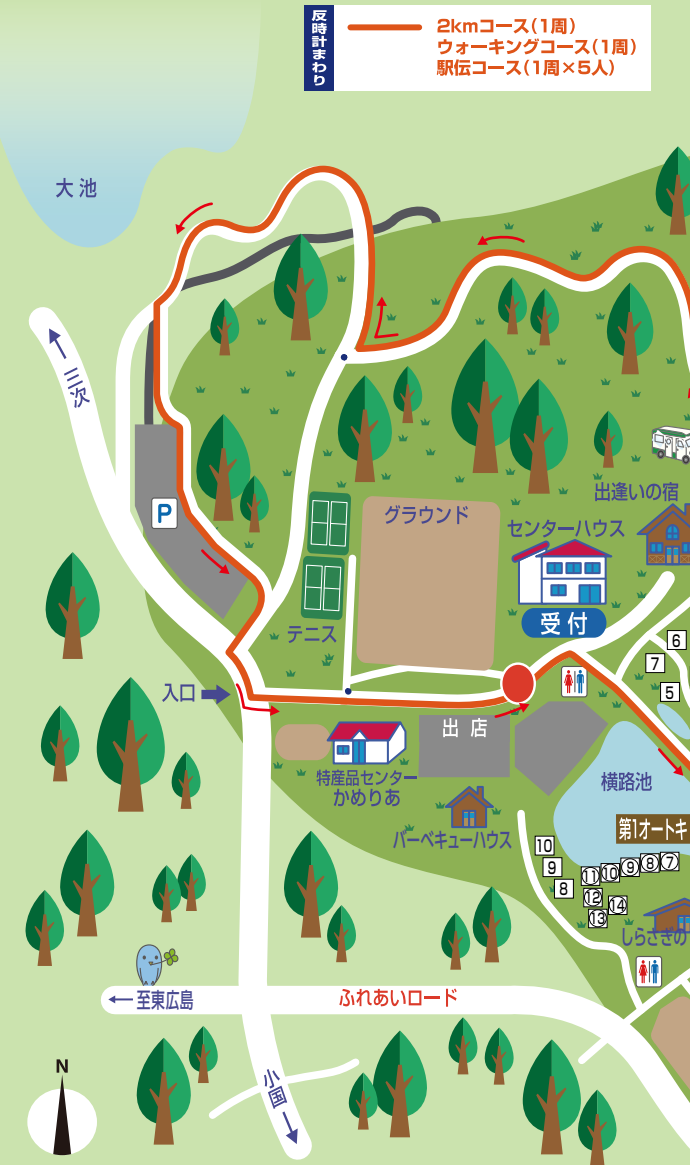 反時計まわり
2kmコース(1周)
ウォーキングコース(1周)
駅伝コース(1周×5人)
大池
三次
P
出逢いの宿
グラウンド
センターハウス
受付
テニス
6
7
5
入口
出店
特産品センター
かめりあ
横路池
第1オートキ
バーベキューハウス
10
9
8
⑪
⑩
⑨
⑧
⑦
⑫
⑭
⑬
しらさぎの
至東広島
ふれあいロード
小国
N